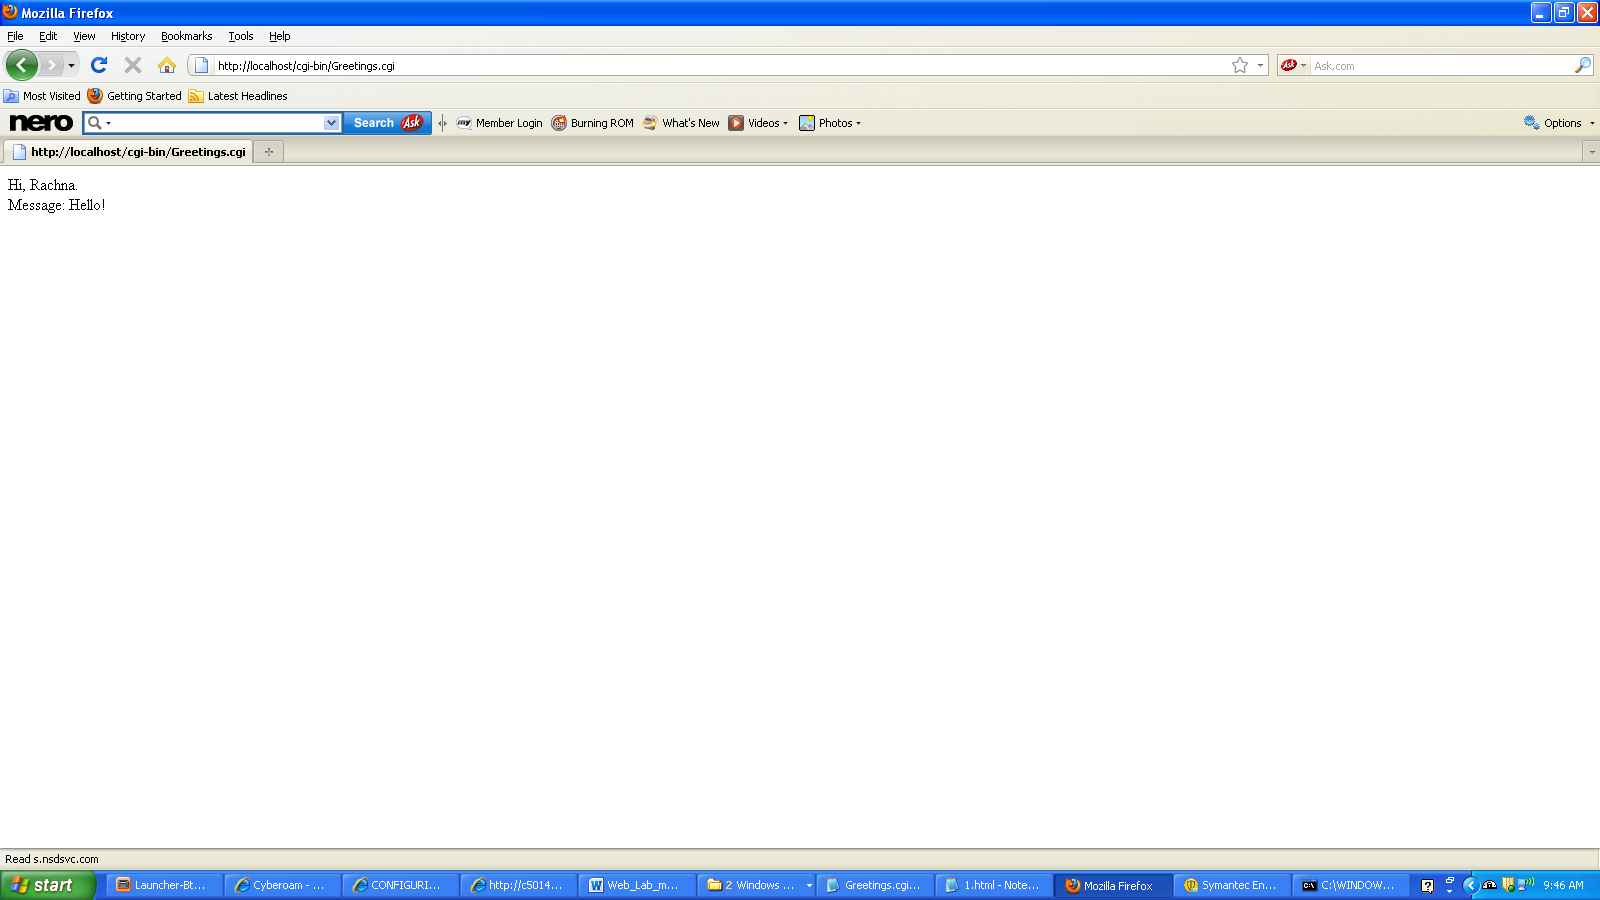 Mozilla Firefox
File Edit View History Bookmarks Tools Help
http://localhost/cgi-bin/Greetings.cgi Ask Ask.com
Most Visited Getting Started Latest Headlines
nero Search Ask my Member Login Burning ROM What's New Videos Photos Options
http://localhost/cgi-bin/Greetings.cgi
Hi, Rachna.
Message: Hello!
Read s.nsdsvc.com
start Launcher-Bt... Cyberoam - ... CONFIGURI... http://c5014... Web_Lab_m... 2 Windows ... Greetings.cgi... 1.html - Note... Mozilla Firefox Symantec En... C:\WINDOW... 9:46 AM